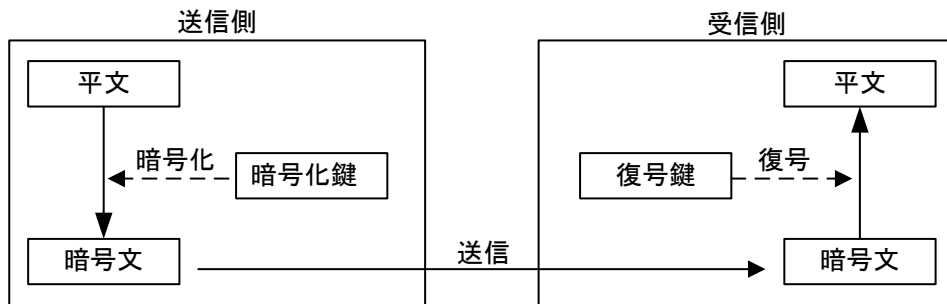 送信側
受信側
平文
平文
暗号化
暗号化鍵
復号鍵
復号
暗号文
送信
暗号文